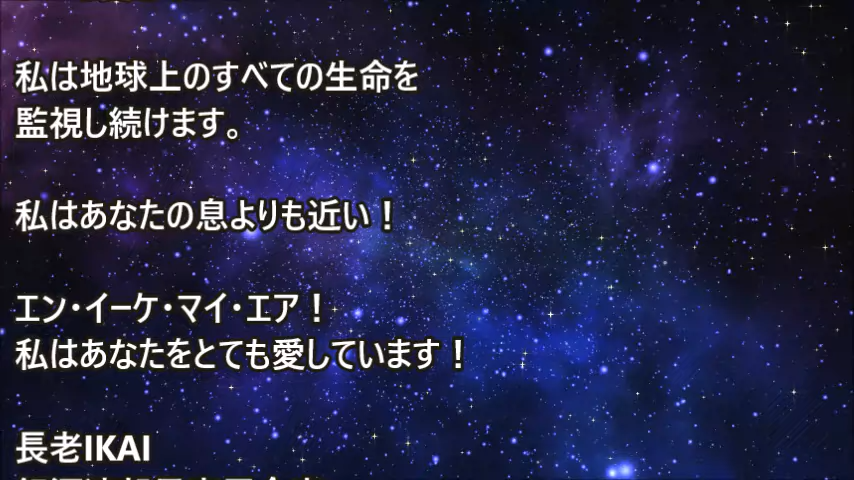 私は地球上のすべての生命を
監視し続けます。
私はあなたの息よりも近い！
エン・イーケ・マイ・エア！
私はあなたをとても愛しています！
長老IKAI